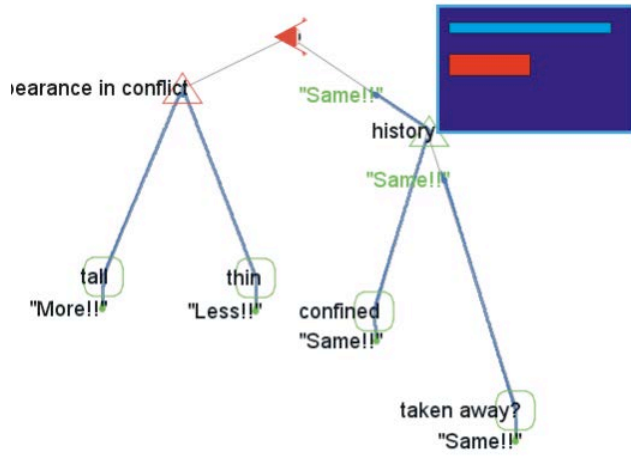 pearance in conflict
"Same!!"
history
"Same!!"
tall
"More!!"
thin
"Less!!"
confined
"Same!!"
taken away?
"Same!!"